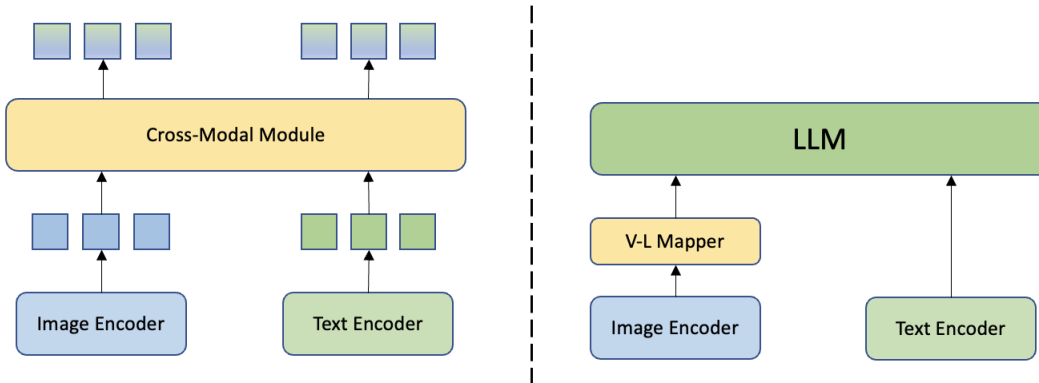 Cross-Modal Module
Image Encoder
Text Encoder
LLM
V-L Mapper
Image Encoder
Text Encoder